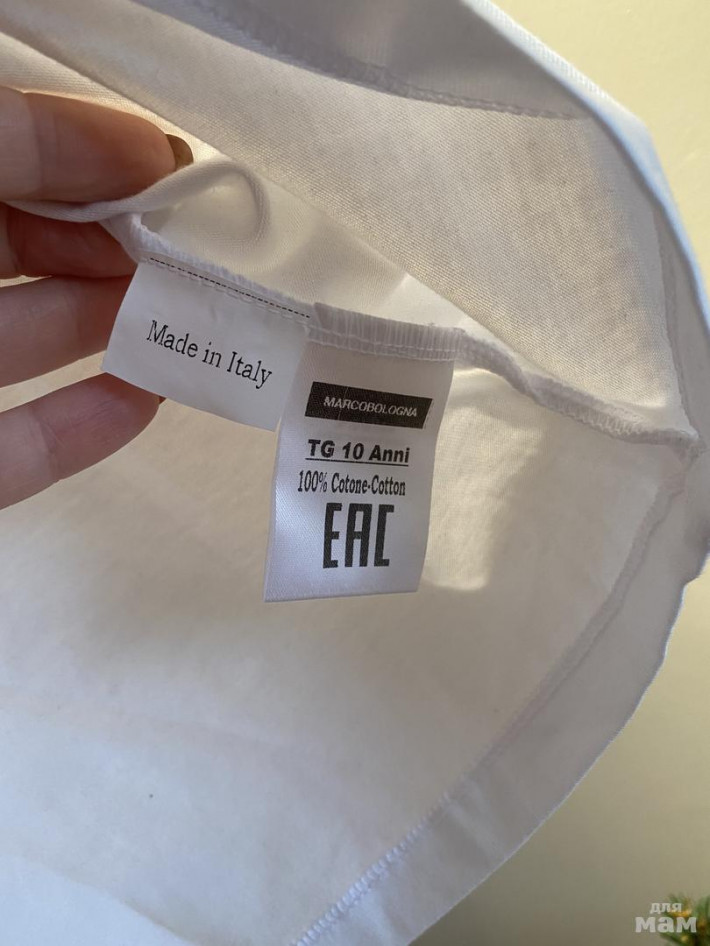 Made in Italy
MARCOBOLOGNA
TG 10 Anni
100% Cotone-Cotton
EAC
для
мам